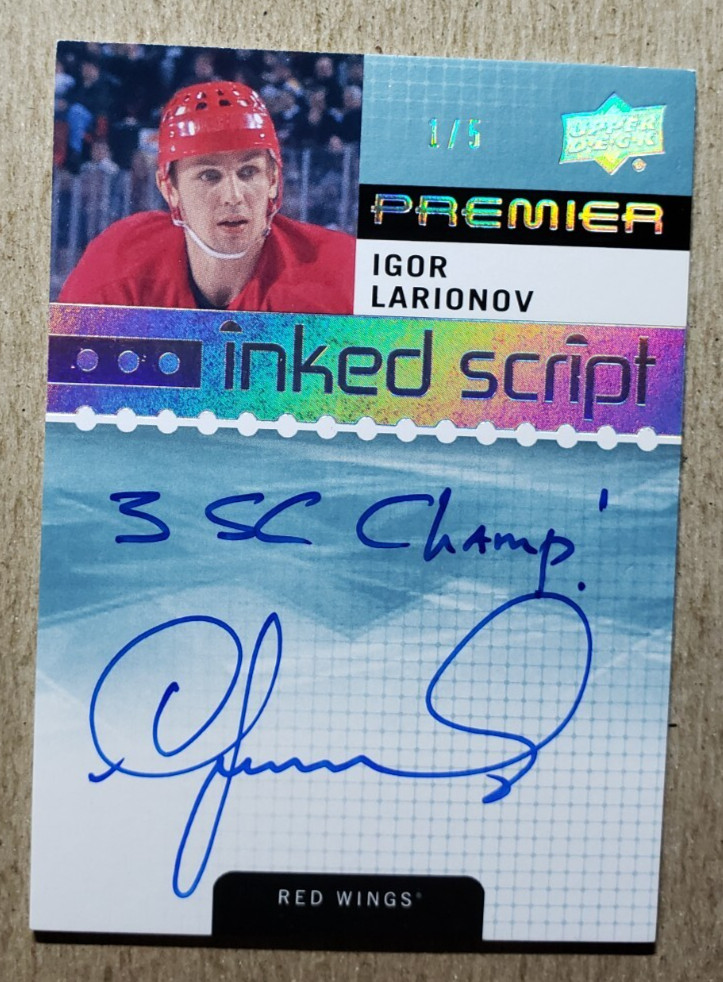 1/5
UPPER DECK
PREMIER
IGOR
LARIONOV
inked script
3 SC Champ!
RED WINGS